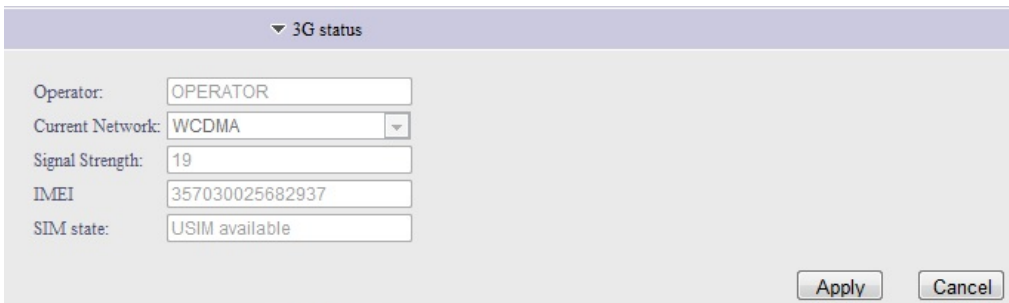 3G status
Operator: OPERATOR
Current Network: WCDMA
Signal Strength: 19
IMEI 357030025682937
SIM state: USIM available
Apply Cancel